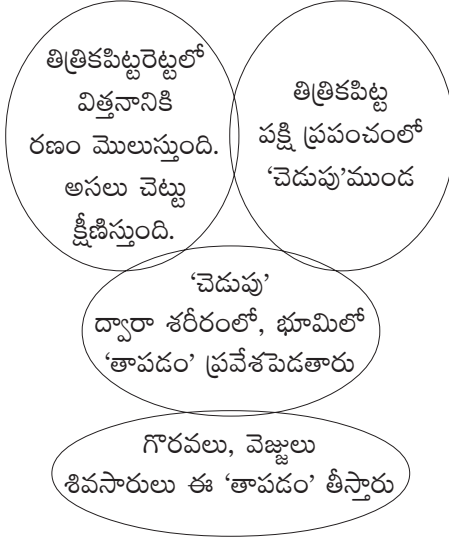 తిత్రికపిట్టరెట్టలో
విత్తనానికి
రణం మొలుస్తుంది.
అసలు చెట్టు
క్షీణిస్తుంది.
తిత్రికపిట్ట
పక్షి ప్రపంచంలో
‘చెడుపు’ముండ
‘చెడుపు’
ద్వారా శరీరంలో, భూమిలో
‘తాపడం’ ప్రవేశపెడతారు
గొరవలు, వెజ్జులు
శివసారులు ఈ ‘తాపడం’ తీస్తారు